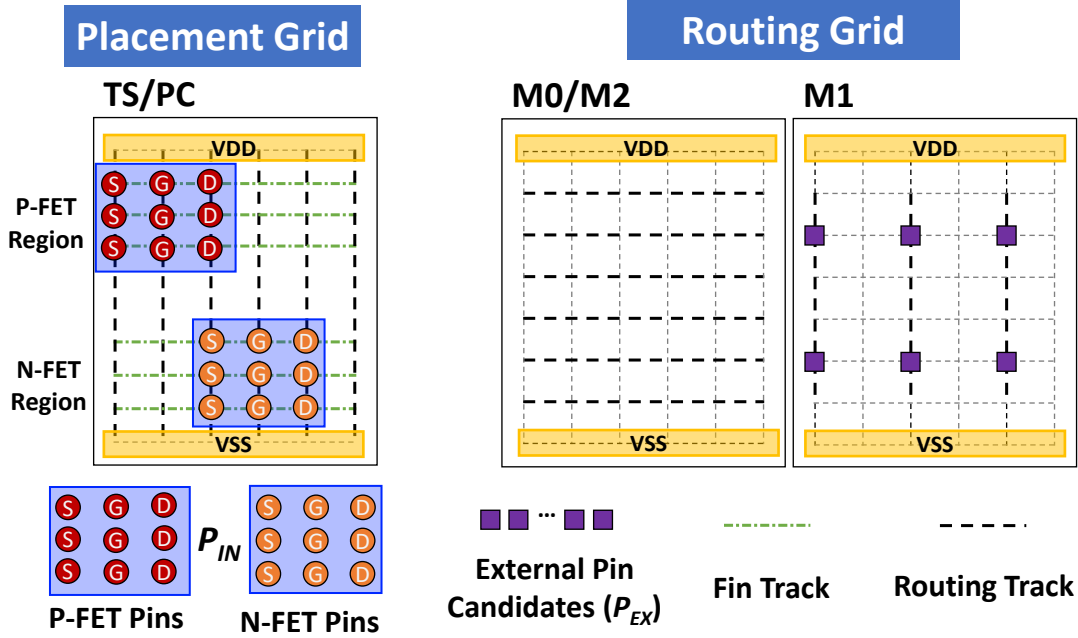 Placement Grid
Routing Grid
TS/PC
M0/M2
M1
VDD
VDD
VDD
S G D
S G D
S G D
P-FET
Region
S G D
S G D
S G D
N-FET
Region
VSS
VSS
VSS
S G D
S G D
S G D
P_IN
S G D
S G D
S G D
P-FET Pins
N-FET Pins
...
External Pin
Candidates (P_EX)
Fin Track
Routing Track